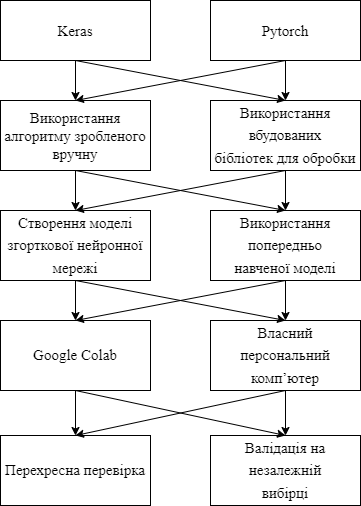 Keras
Pytorch
Використання
алгоритму зробленого
вручну
Використання
вбудованих
бібліотек для обробки
Створення моделі
згорткової нейронної
мережі
Використання
попередньо
навченої моделі
Google Colab
Власний
персональний
комп’ютер
Перехресна перевірка
Валідація на
незалежній
вибірці